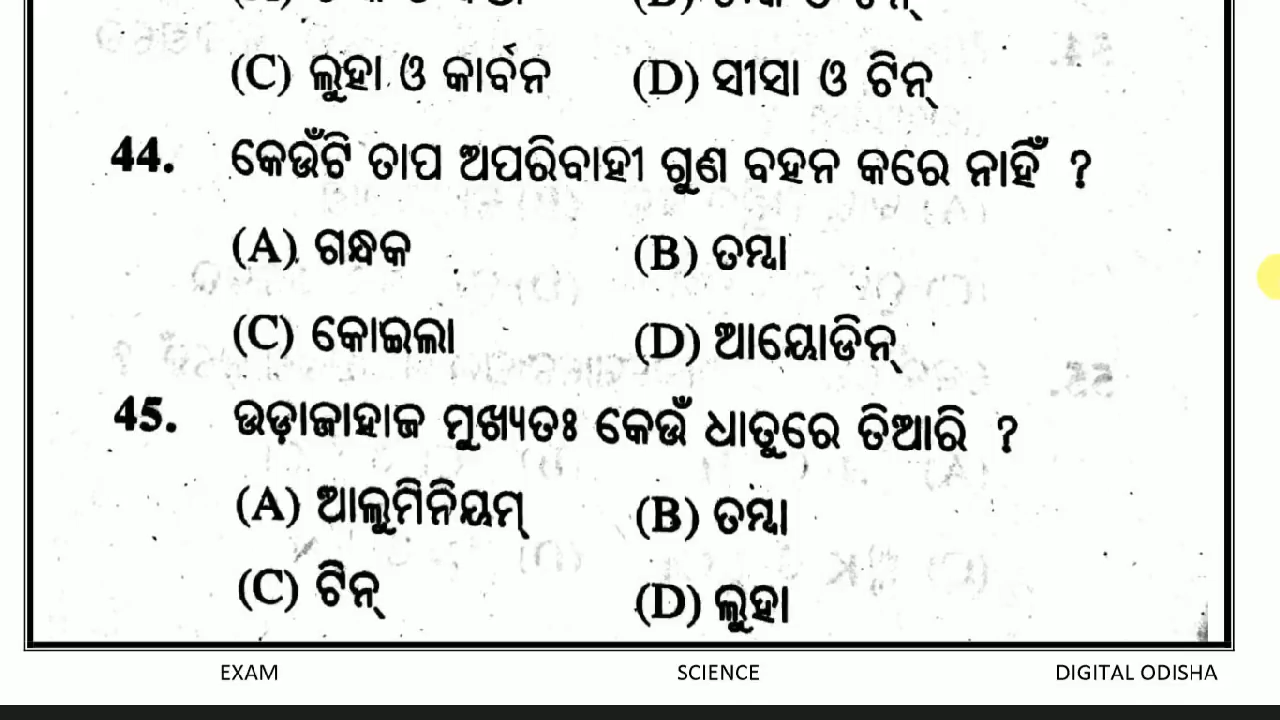 (C) ଲୁହା ଓ କାର୍ବନ (D) ସୀସା ଓ ଟିନ୍
44. କେଉଁଟି ତାପ ଅପରିବାହୀ ଗୁଣ ବହନ କରେ ନାହିଁ ?
(A) ଗନ୍ଧକ (B) ତମ୍ବା
(C) କୋଇଲା (D) ଆୟୋଡିନ୍
45. ଉଡ଼ାଜାହାଜ ମୁଖ୍ୟତଃ କେଉଁ ଧାତୁରେ ତିଆରି ?
(A) ଆଲୁମିନିୟମ୍ (B) ତମ୍ବା
(C) ଟିନ୍ (D) ଲୁହା
EXAM SCIENCE DIGITAL ODISHA